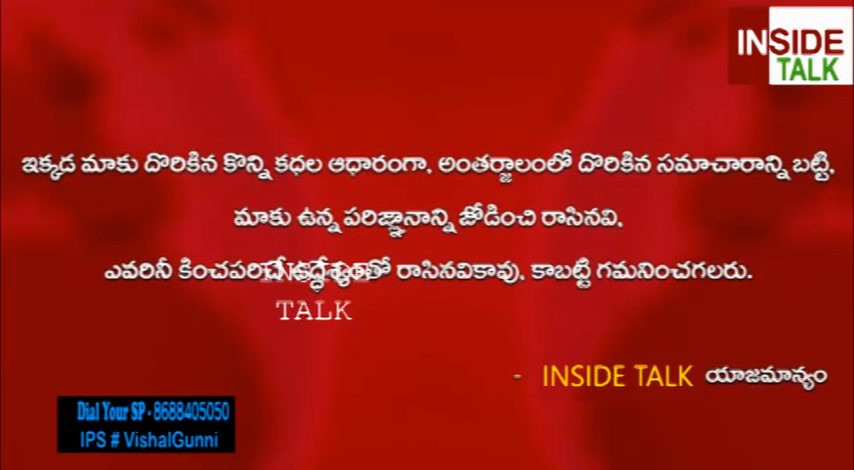 INSIDE
TALK
ఇక్కడ మాకు దొరికిన కొన్ని కధల ఆధారంగా, అంతర్జాలంలో దొరికిన సమాచారాన్ని బట్టి,
మాకు ఉన్న పరిజ్ఞానాన్ని జోడించి రాసినవి,
ఎవరినీ కించపరిచే ఉద్దేశ్యంతో రాసినవికావు, కాబట్టి గమనించగలరు.
INSIDE
TALK
- INSIDE TALK యాజమాన్యం
Dial Your SP - 8688405050
IPS # VishalGunni